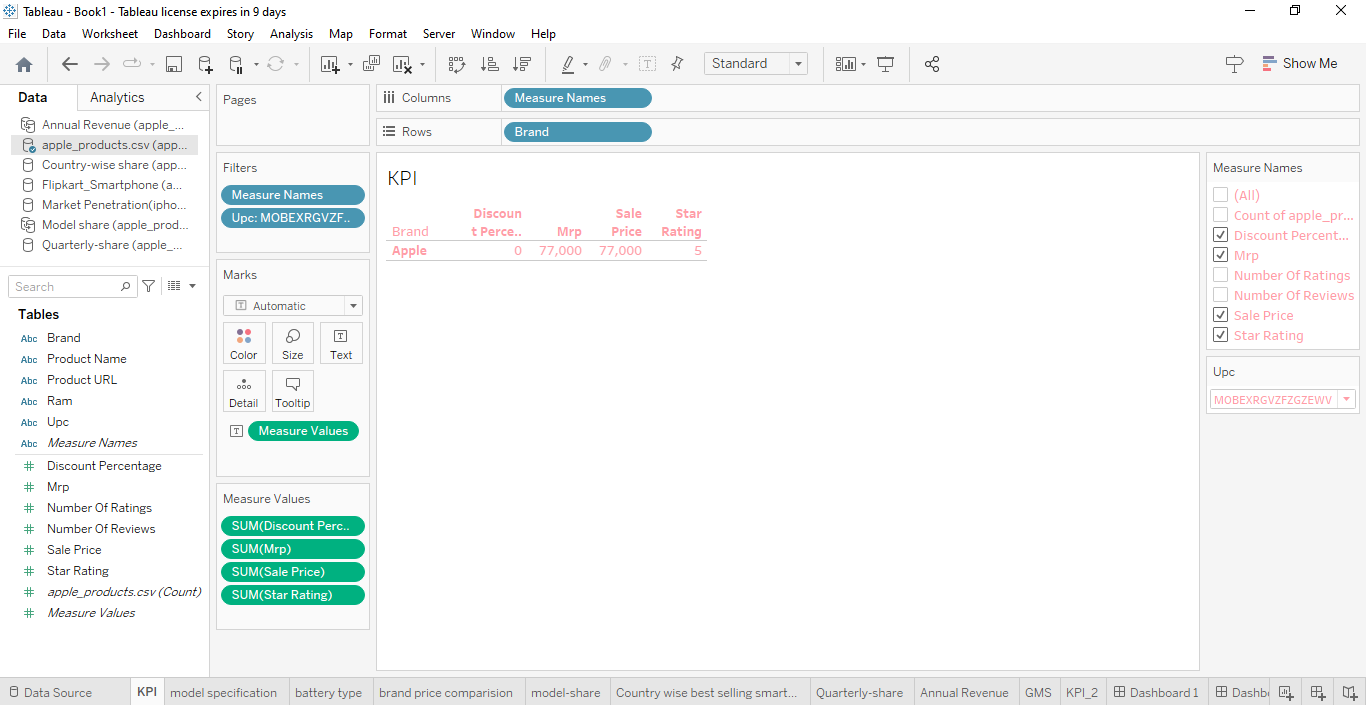 Tableau - Book1 - Tableau license expires in 9 days
File Data Worksheet Dashboard Story Analysis Map Format Server Window Help
Standard
Show Me
Data Analytics
Annual Revenue (apple_...
apple_products.csv (app...
Country-wise share (app...
Flipkart_Smartphone (a...
Market Penetration(ipho...
Model share (apple_prod...
Quarterly-share (apple_...
Search
Tables
Abc Brand
Abc Product Name
Abc Product URL
Abc Ram
Abc Upc
Abc Measure Names
# Discount Percentage
# Mrp
# Number Of Ratings
# Number Of Reviews
# Sale Price
# Star Rating
# apple_products.csv (Count)
# Measure Values
Pages
Filters
Measure Names
Upc: MOBEXRGVZF..
Marks
T Automatic
Color Size T Text
Detail Tooltip
T Measure Values
Measure Values
SUM(Discount Perc..
SUM(Mrp)
SUM(Sale Price)
SUM(Star Rating)
Columns Measure Names
Rows Brand
KPI
Discoun Sale Star
Brand t Perce.. Mrp Price Rating
Apple 0 77,000 77,000 5
Measure Names
(All)
Count of apple_pr...
Discount Percent...
Mrp
Number Of Ratings
Number Of Reviews
Sale Price
Star Rating
Upc
MOBEXRGVZFZGZEWV
Data Source KPI model specification battery type brand price comparision model-share Country wise best selling smart... Quarterly-share Annual Revenue GMS KPI_2 Dashboard 1 Dashb